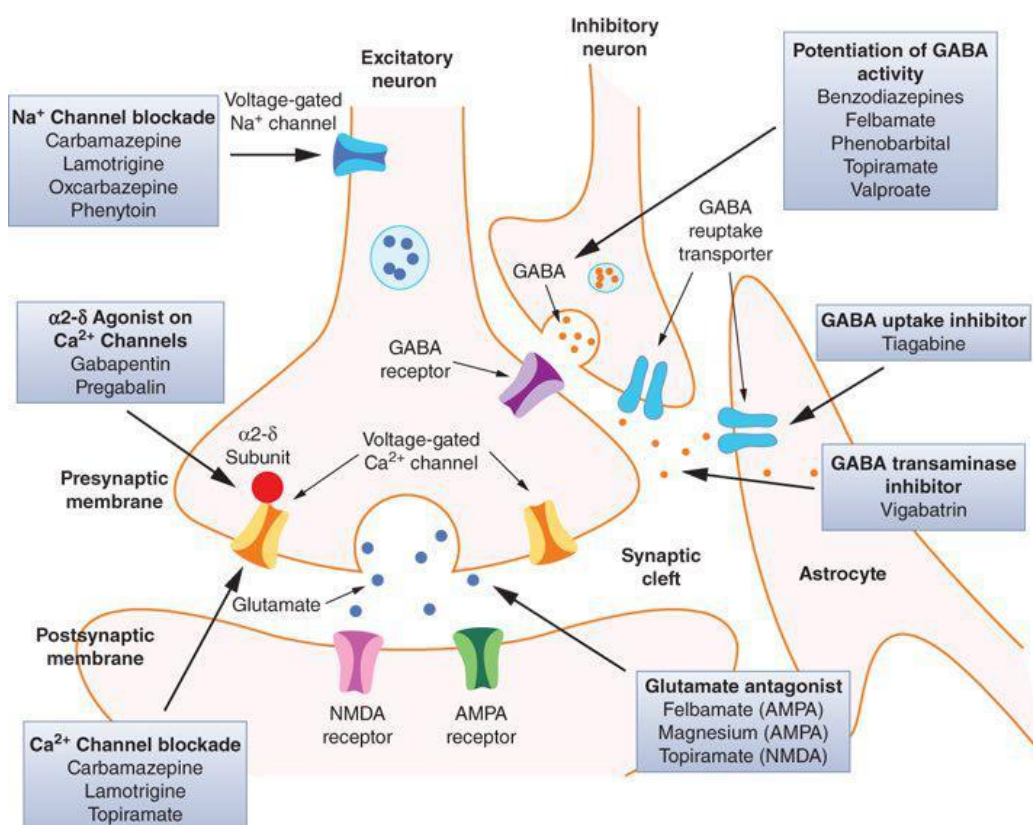 Excitatory
neuron
Inhibitory
neuron
Potentiation of GABA
activity
Benzodiazepines
Felbamate
Phenobarbital
Topiramate
Valproate
Na⁺ Channel blockade
Carbamazepine
Lamotrigine
Oxcarbazepine
Phenytoin
Voltage-gated
Na⁺ channel
GABA
reuptake
transporter
GABA
α2-δ Agonist on
Ca²⁺ Channels
Gabapentin
Pregabalin
GABA uptake inhibitor
Tiagabine
GABA
receptor
α2-δ
Subunit
Voltage-gated
Ca²⁺ channel
GABA transaminase
inhibitor
Vigabatrin
Presynaptic
membrane
Synaptic
cleft
Astrocyte
Glutamate
Postsynaptic
membrane
NMDA
receptor
AMPA
receptor
Glutamate antagonist
Felbamate (AMPA)
Magnesium (AMPA)
Topiramate (NMDA)
Ca²⁺ Channel blockade
Carbamazepine
Lamotrigine
Topiramate